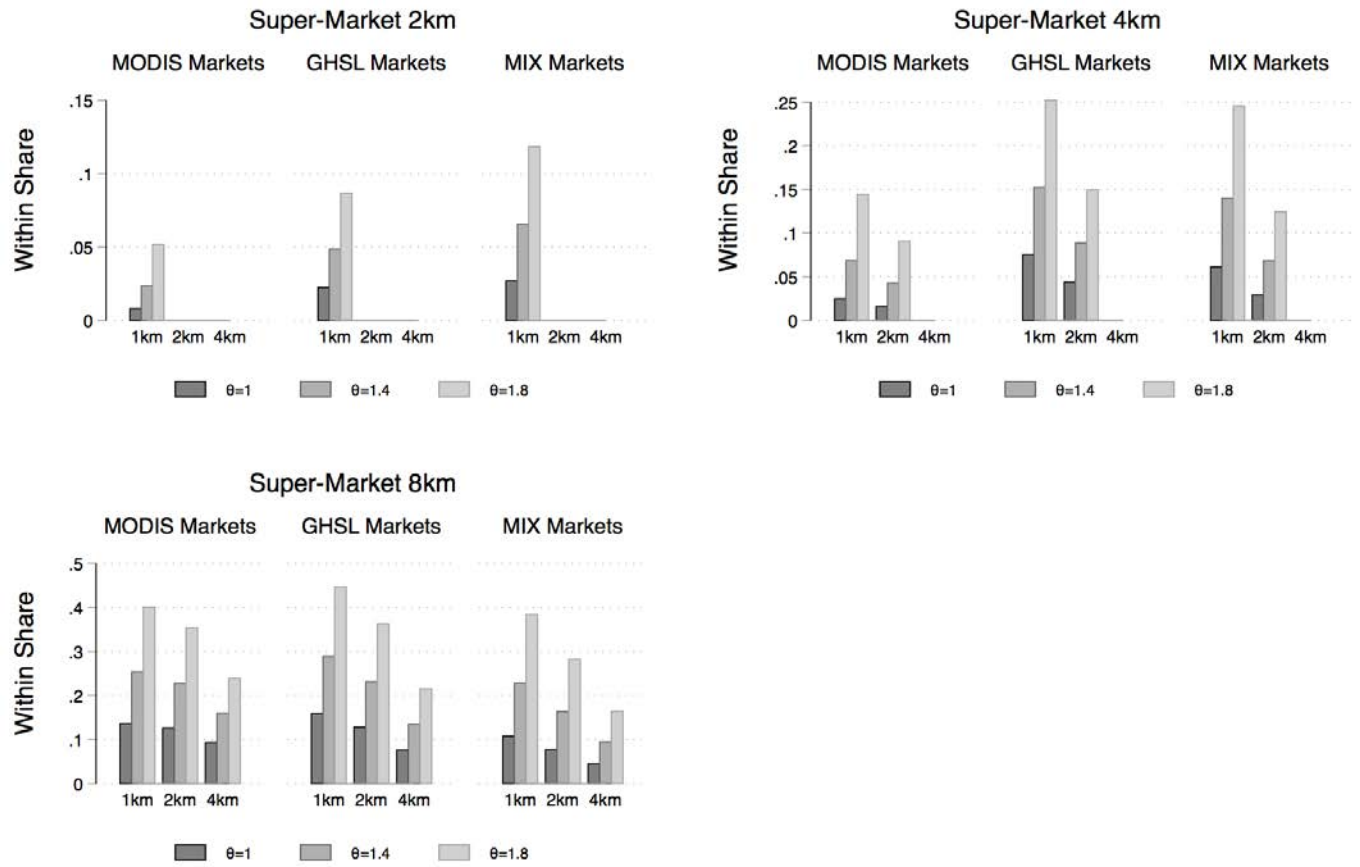 Super-Market 2km
MODIS Markets GHSL Markets MIX Markets
Within Share
.15
.1
.05
0
1km 2km 4km 1km 2km 4km 1km 2km 4km
θ=1 θ=1.4 θ=1.8
Super-Market 4km
MODIS Markets GHSL Markets MIX Markets
Within Share
.25
.2
.15
.1
.05
0
1km 2km 4km 1km 2km 4km 1km 2km 4km
θ=1 θ=1.4 θ=1.8
Super-Market 8km
MODIS Markets GHSL Markets MIX Markets
Within Share
.5
.4
.3
.2
.1
0
1km 2km 4km 1km 2km 4km 1km 2km 4km
θ=1 θ=1.4 θ=1.8